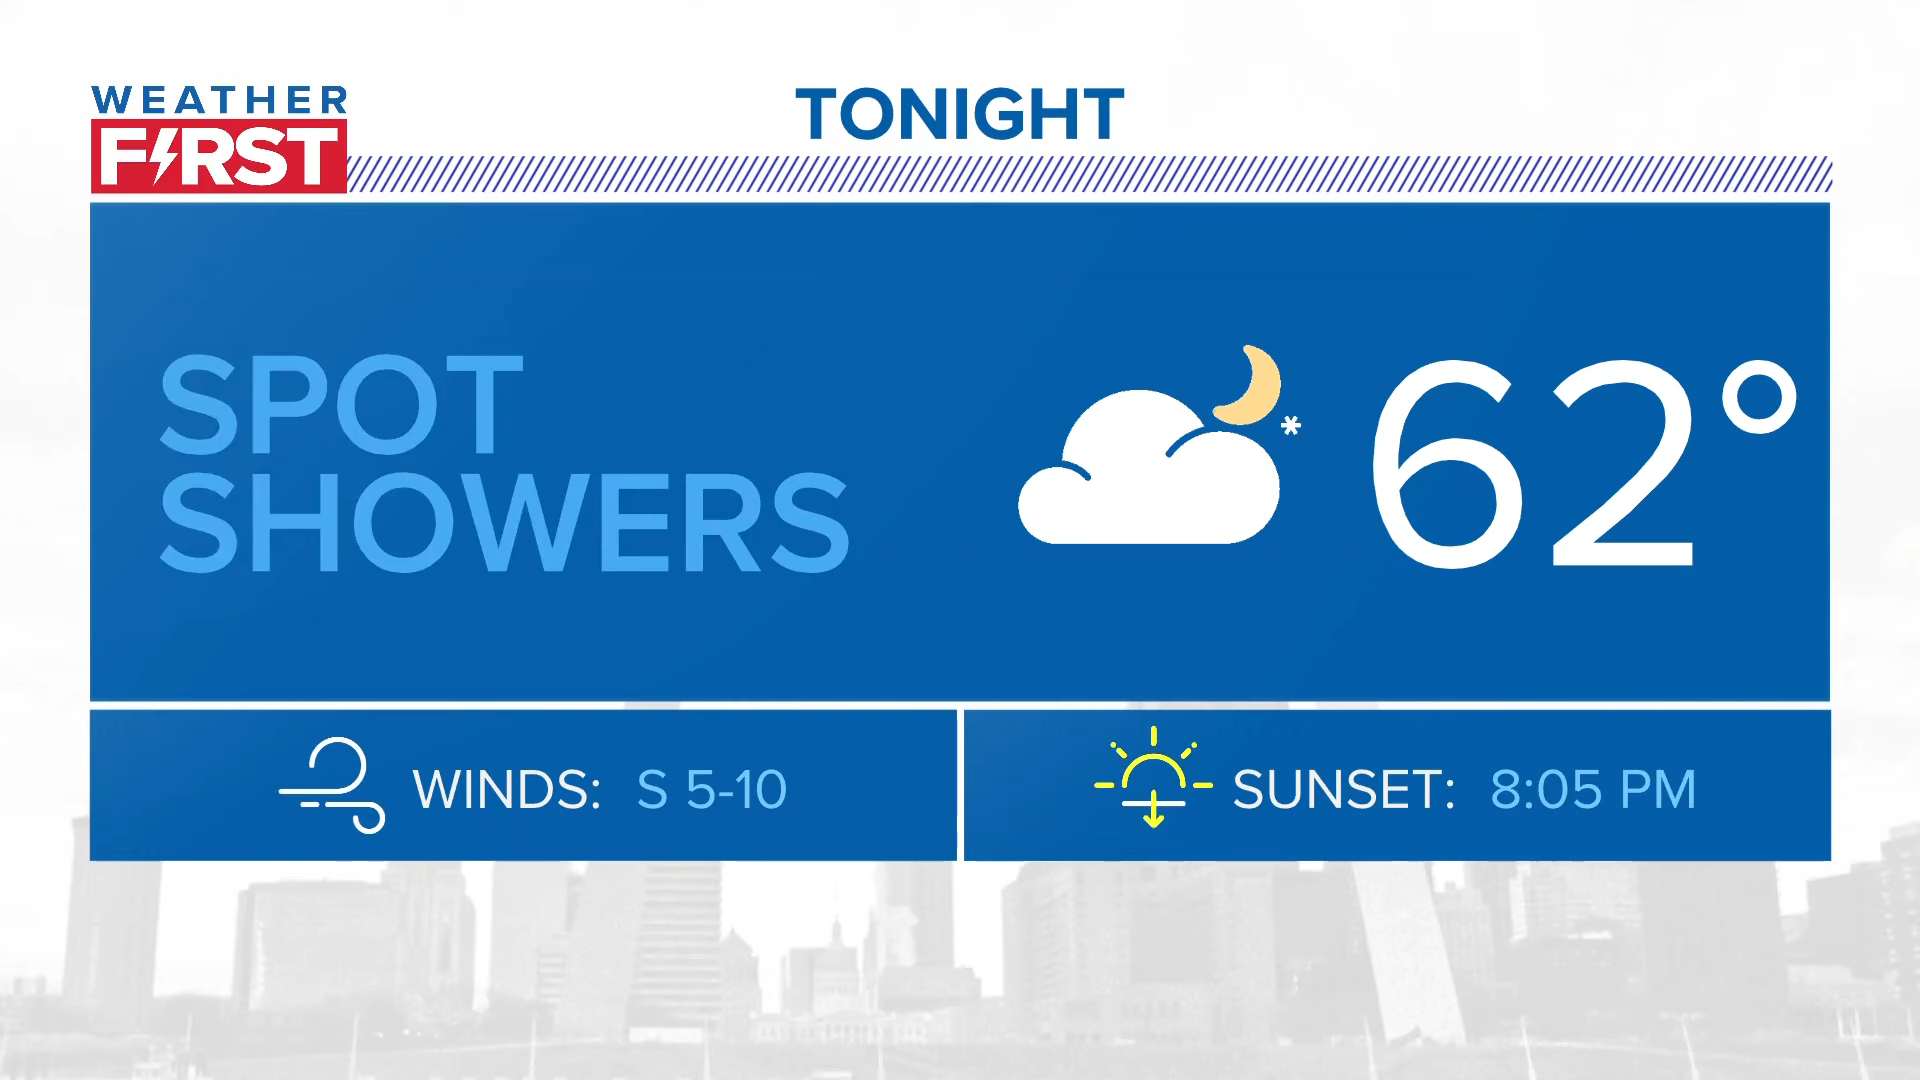 WEATHER
FIRST
TONIGHT
SPOT
SHOWERS
62°
WINDS: S 5-10
SUNSET: 8:05 PM